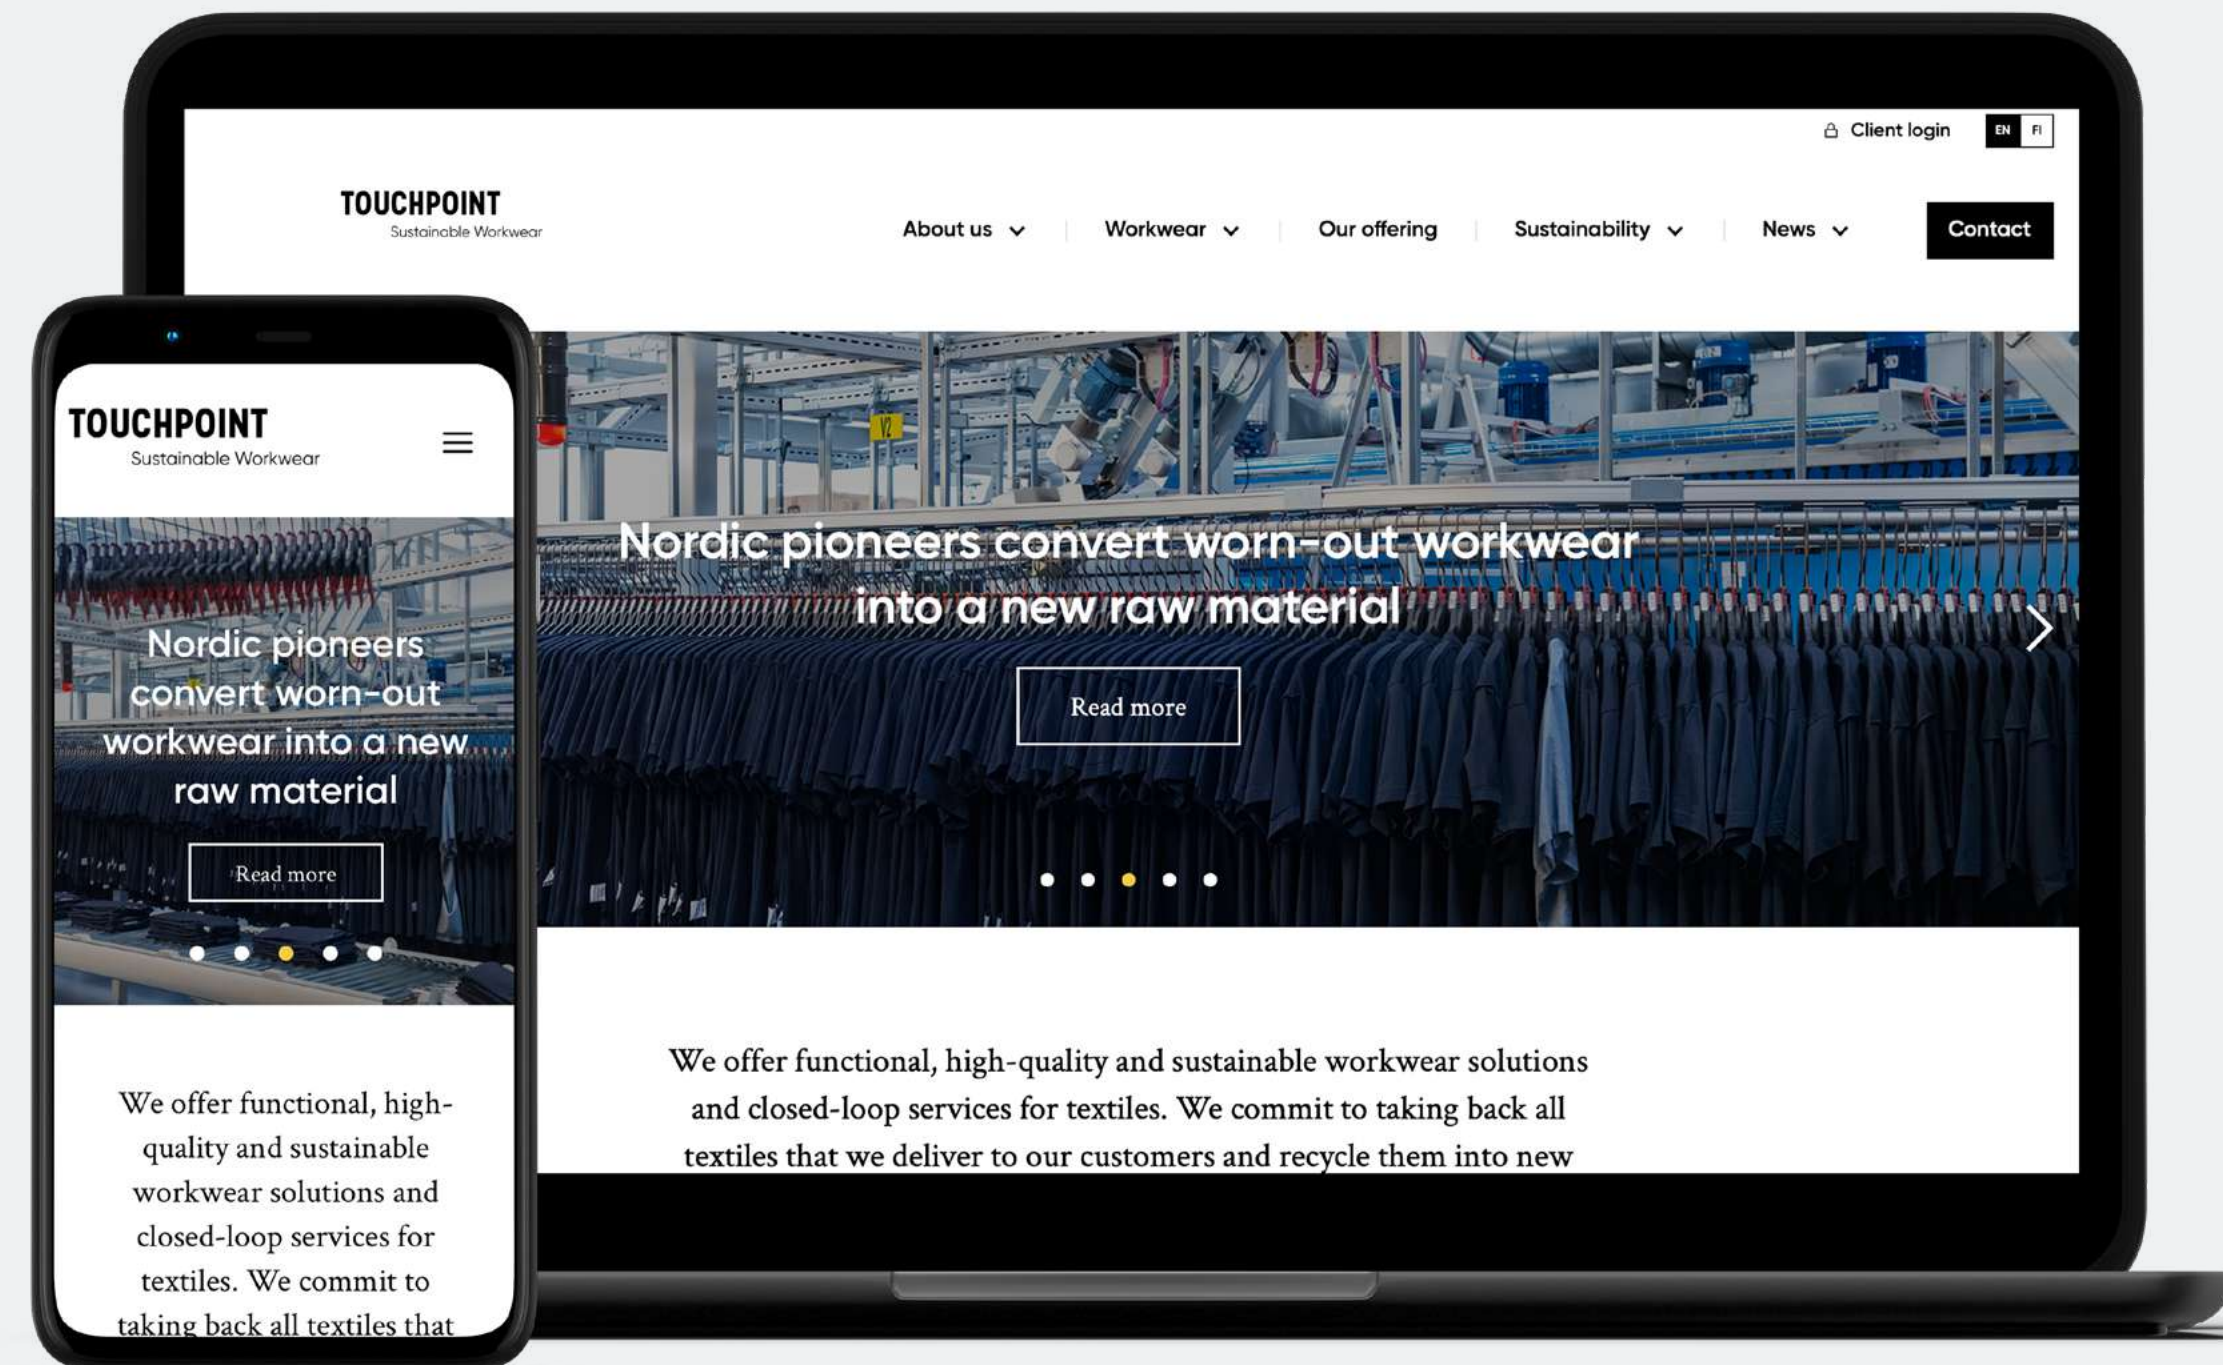 Client login
EN
FI
TOUCHPOINT
Sustainable Workwear
About us
Workwear
Our offering
Sustainability
News
Contact
V2
Nordic pioneers convert worn-out workwear
into a new raw material
Read more
We offer functional, high-quality and sustainable workwear solutions
and closed-loop services for textiles. We commit to taking back all
textiles that we deliver to our customers and recycle them into new
TOUCHPOINT
Sustainable Workwear
Nordic pioneers
convert worn-out
workwear into a new
raw material
Read more
We offer functional, high-
quality and sustainable
workwear solutions and
closed-loop services for
textiles. We commit to
taking back all textiles that